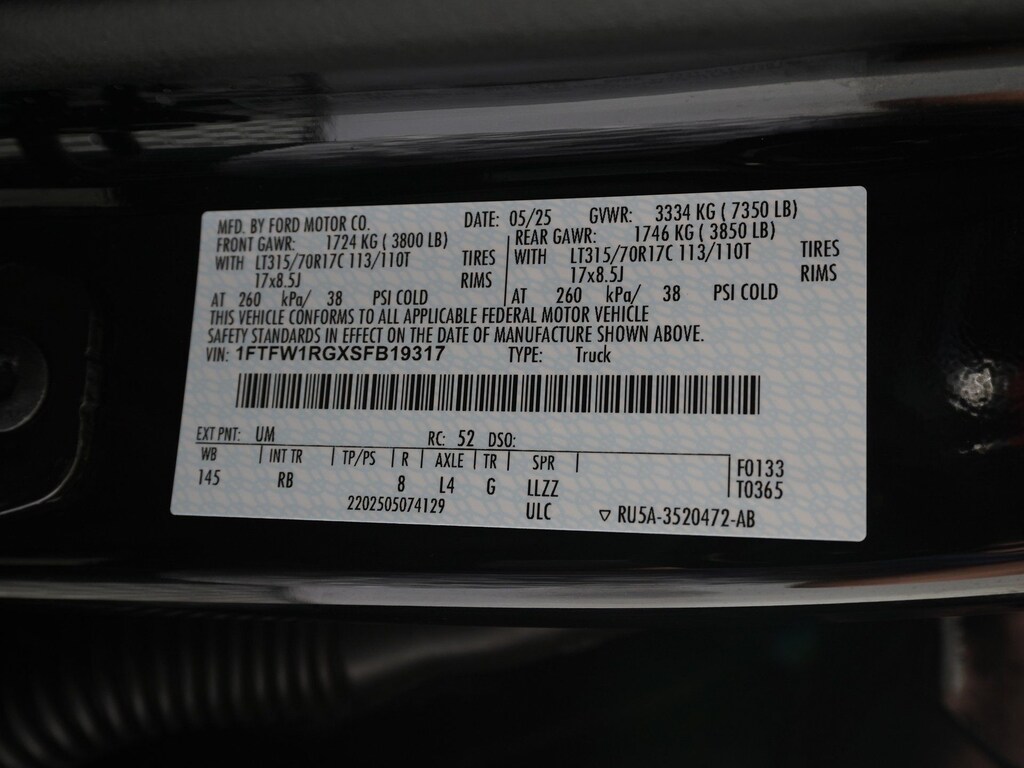 MFD. BY FORD MOTOR CO. DATE: 05/25 GVWR: 3334 KG ( 7350 LB)
FRONT GAWR: 1724 KG ( 3800 LB) REAR GAWR: 1746 KG ( 3850 LB)
WITH LT315/70R17C 113/110T TIRES WITH LT315/70R17C 113/110T TIRES
17x8.5J RIMS 17x8.5J RIMS
AT 260 kPa/ 38 PSI COLD AT 260 kPa/ 38 PSI COLD
THIS VEHICLE CONFORMS TO ALL APPLICABLE FEDERAL MOTOR VEHICLE
SAFETY STANDARDS IN EFFECT ON THE DATE OF MANUFACTURE SHOWN ABOVE.
VIN: 1FTFW1RGXSFB19317 TYPE: Truck
EXT PNT: UM RC: 52 DSO:
WB INT TR TP/PS R AXLE TR SPR F0133
145 RB 8 L4 G LLZZ T0365
2202505074129 ULC ▽ RU5A-3520472-AB